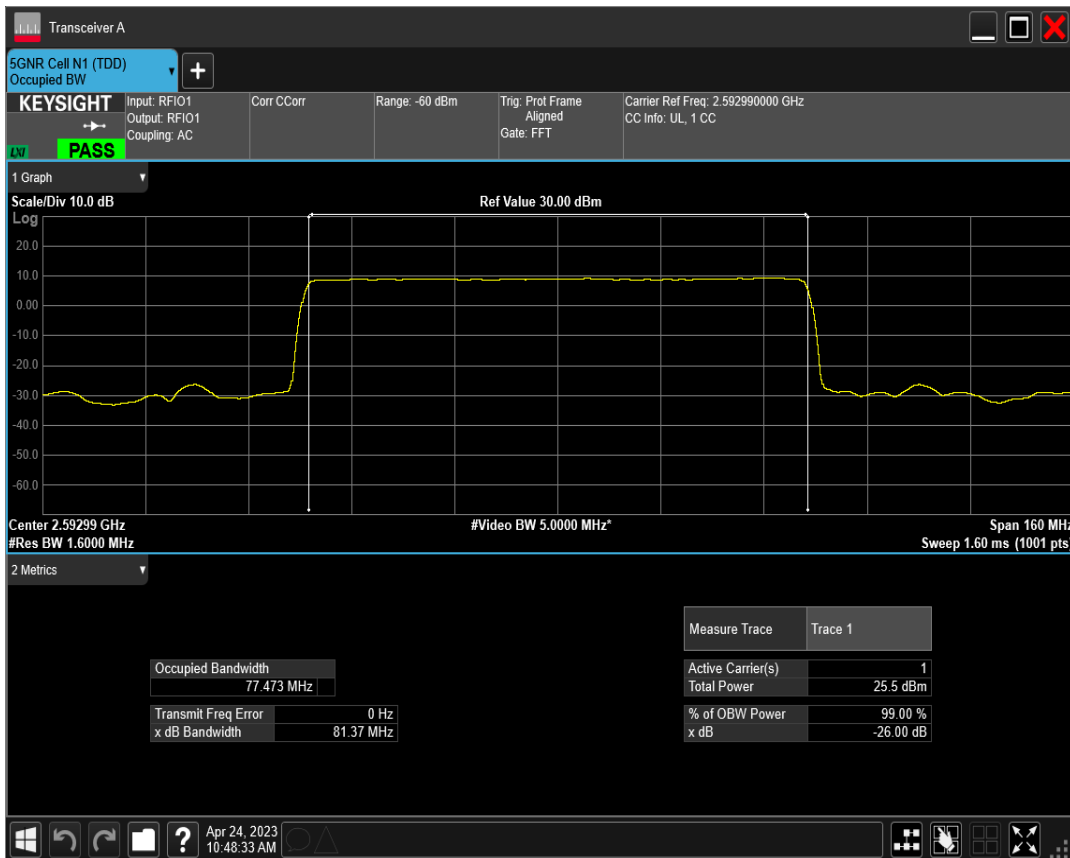 Transceiver A
5GNR Cell N1 (TDD)
Occupied BW
+
KEYSIGHT
Input: RFIO1
Output: RFIO1
Coupling: AC
Corr CCorr
Range: -60 dBm
Trig: Prot Frame
Aligned
Gate: FFT
Carrier Ref Freq: 2.592990000 GHz
CC Info: UL, 1 CC
LXI
PASS
1 Graph
Scale/Div 10.0 dB
Ref Value 30.00 dBm
Log
20.0
10.0
0.00
-10.0
-20.0
-30.0
-40.0
-50.0
-60.0
Center 2.59299 GHz
#Video BW 5.0000 MHz*
Span 160 MHz
#Res BW 1.6000 MHz
Sweep 1.60 ms (1001 pts)
2 Metrics
Measure Trace
Trace 1
Occupied Bandwidth
77.473 MHz
Active Carrier(s) 1
Total Power 25.5 dBm
Transmit Freq Error 0 Hz
x dB Bandwidth 81.37 MHz
% of OBW Power 99.00 %
x dB -26.00 dB
?
Apr 24, 2023
10:48:33 AM